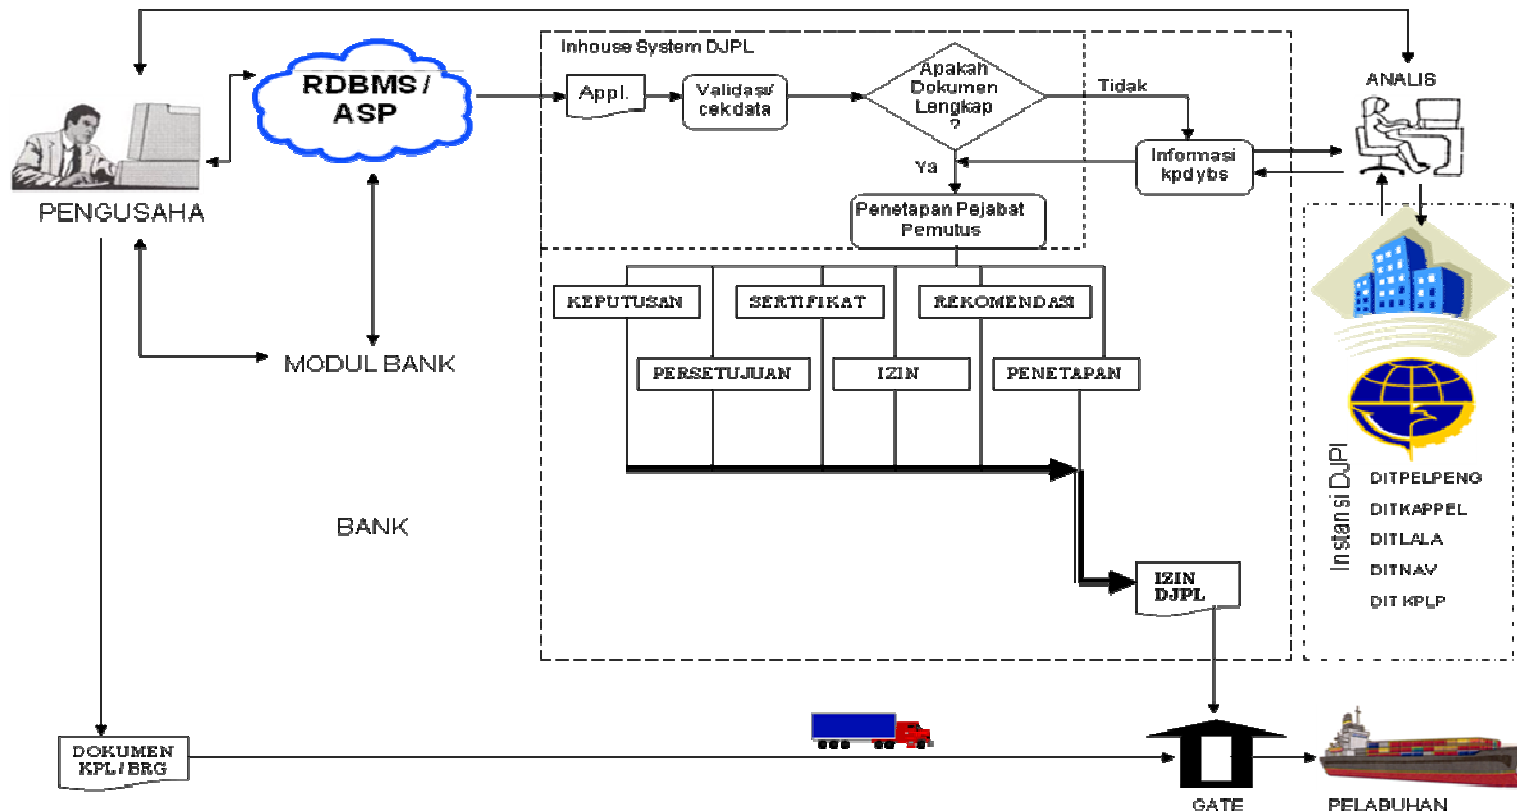 Inhouse System DJPL
RDBMS /
ASP
Appl.
Validasi/
cekdata
Apakah
Dokumen
Lengkap
?
Tidak
Ya
Informasi
kpdybs
ANALIS
PENGUSAHA
Penetapan Pejabat
Pemutus
KEPUTUSAN
SERTIFIKAT
REKOMENDASI
PERSETUJUAN
IZIN
PENETAPAN
MODUL BANK
BANK
Instansi DJPl
DITPELPENG
DITKAPPEL
DITLALA
DITNAV
DIT KPLP
IZIN
DJPL
DOKUMEN
KPL / BRG
GATE
PELABUHAN